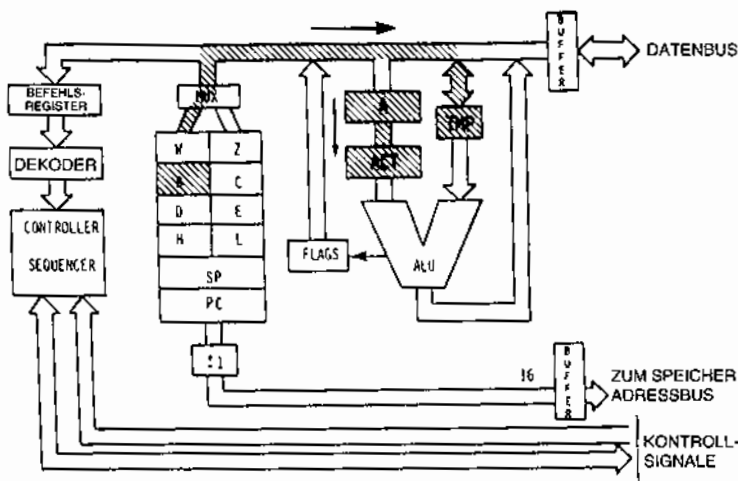 BUFFER
DATENBUS
BEFEHLS-
REGISTER
MUX
A
TMP
DEKODER
W Z
ACT
B C
D E
CONTROLLER
SEQUENCER
H L
FLAGS
ALU
SP
PC
±1
16
BUFFER
ZUM SPEICHER
ADRESSBUS
KONTROLL-
SIGNALE